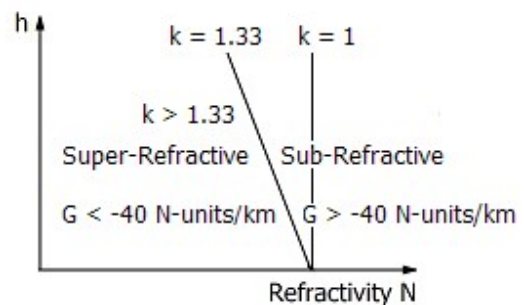 h
k = 1.33 k = 1
k > 1.33
Super-Refractive Sub-Refractive
G < -40 N-units/km G > -40 N-units/km
Refractivity N